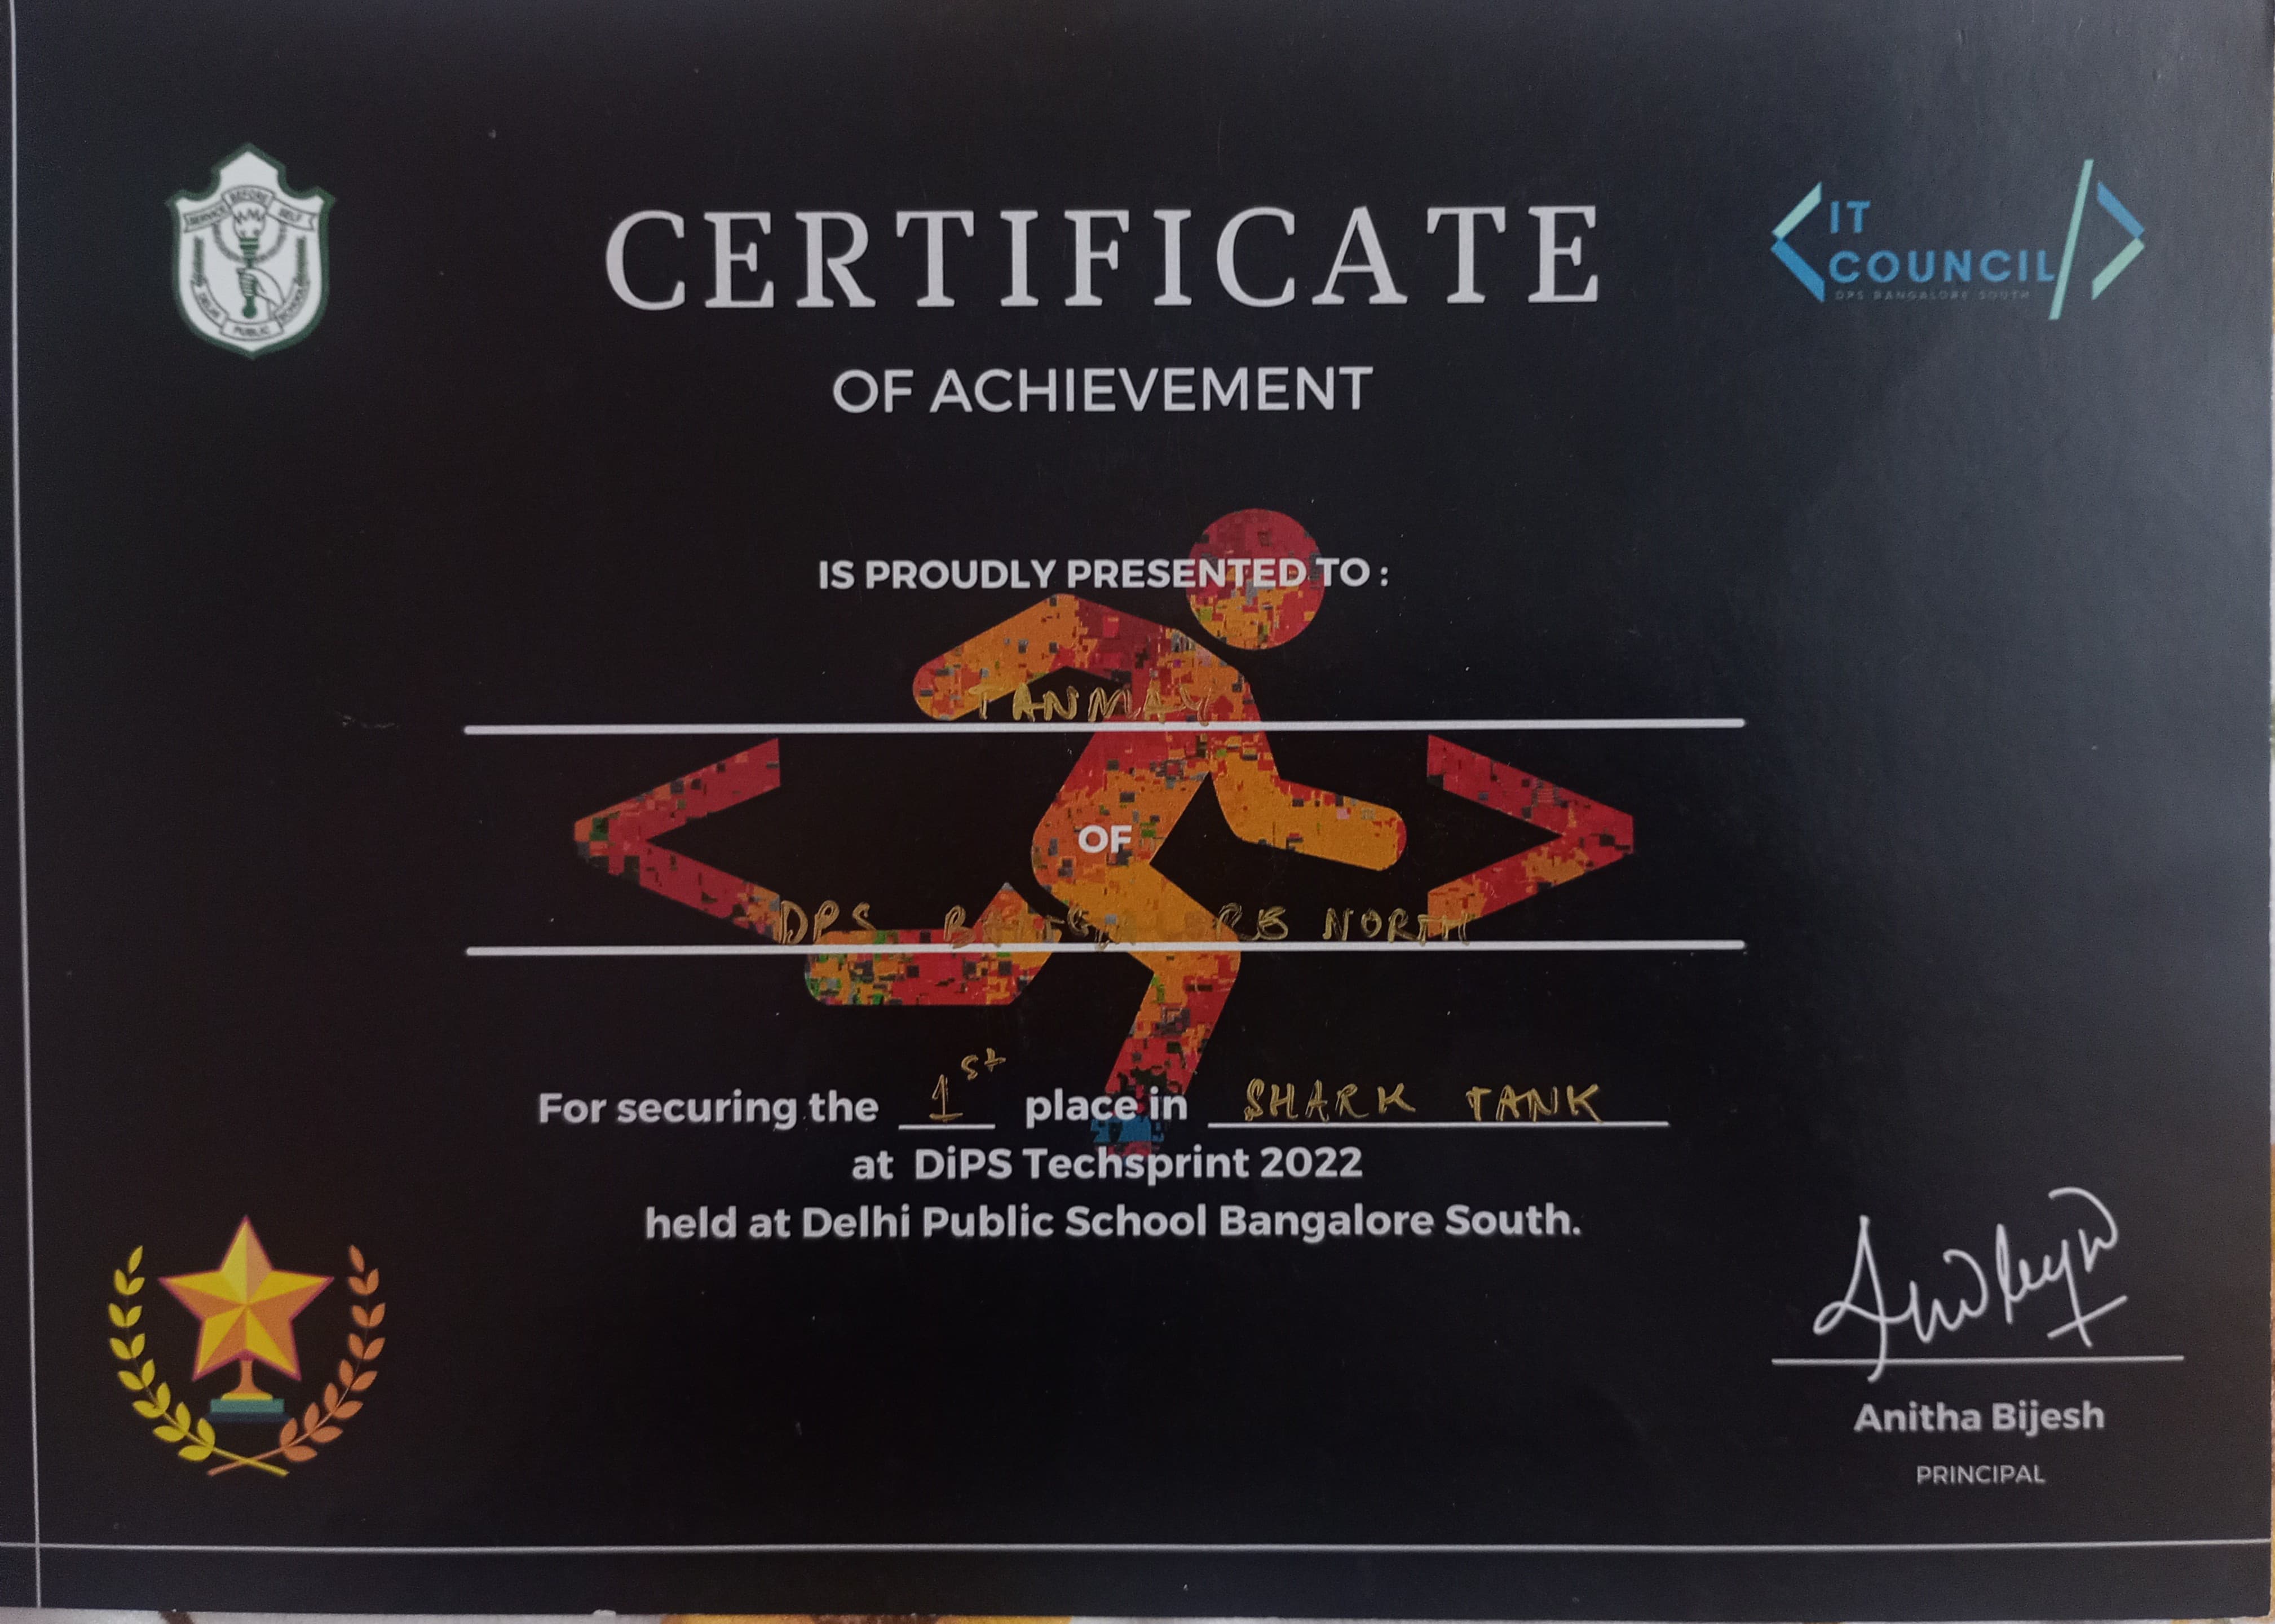 SERVICE BEFORE SELF
DELHI PUBLIC SCHOOL
IT
COUNCIL
DPS BANGALORE SOUTH
CERTIFICATE
OF ACHIEVEMENT
IS PROUDLY PRESENTED TO :
TANMAY
OF
DPS NORTH
For securing the 1st place in SHARK TANK
at DiPS Techsprint 2022
held at Delhi Public School Bangalore South.
Anitha Bijesh
PRINCIPAL